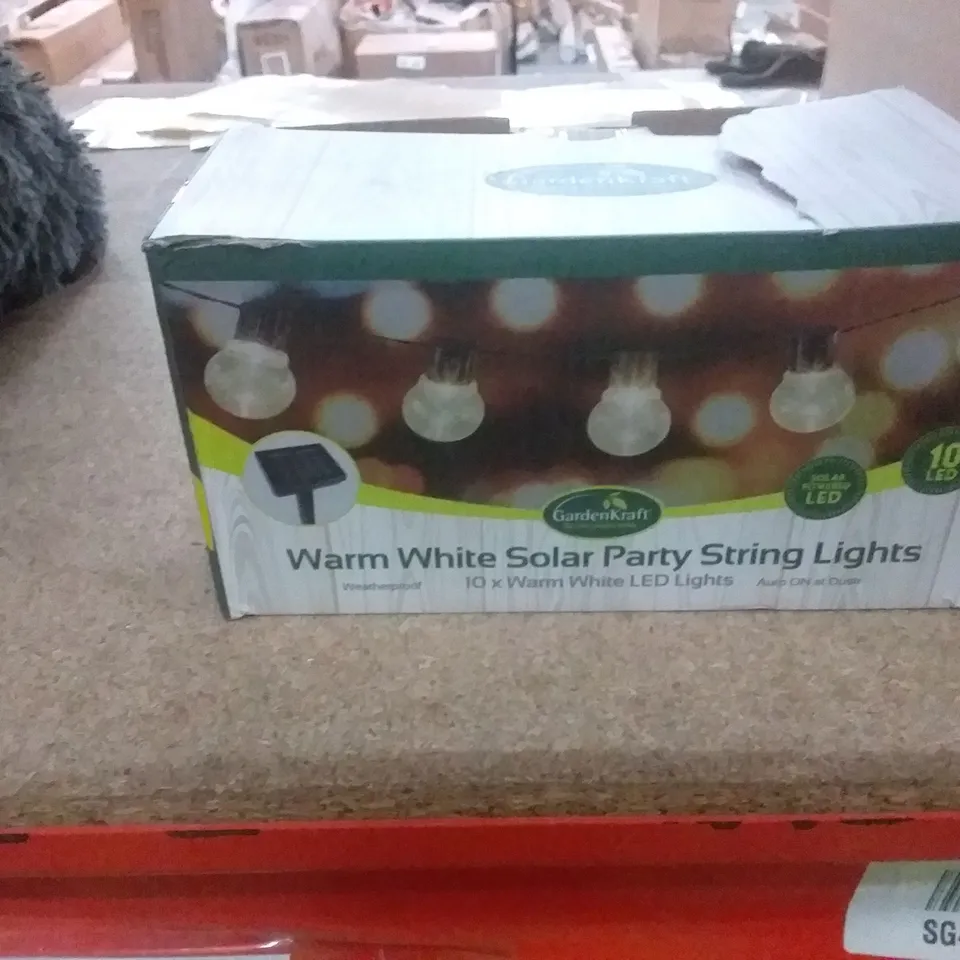 GardenKraft
10
LED
SOLAR
POWERED
LED
GardenKraft
Warm White Solar Party String Lights
Weatherproof 10 x Warm White LED Lights Auto ON at Dusk
SG